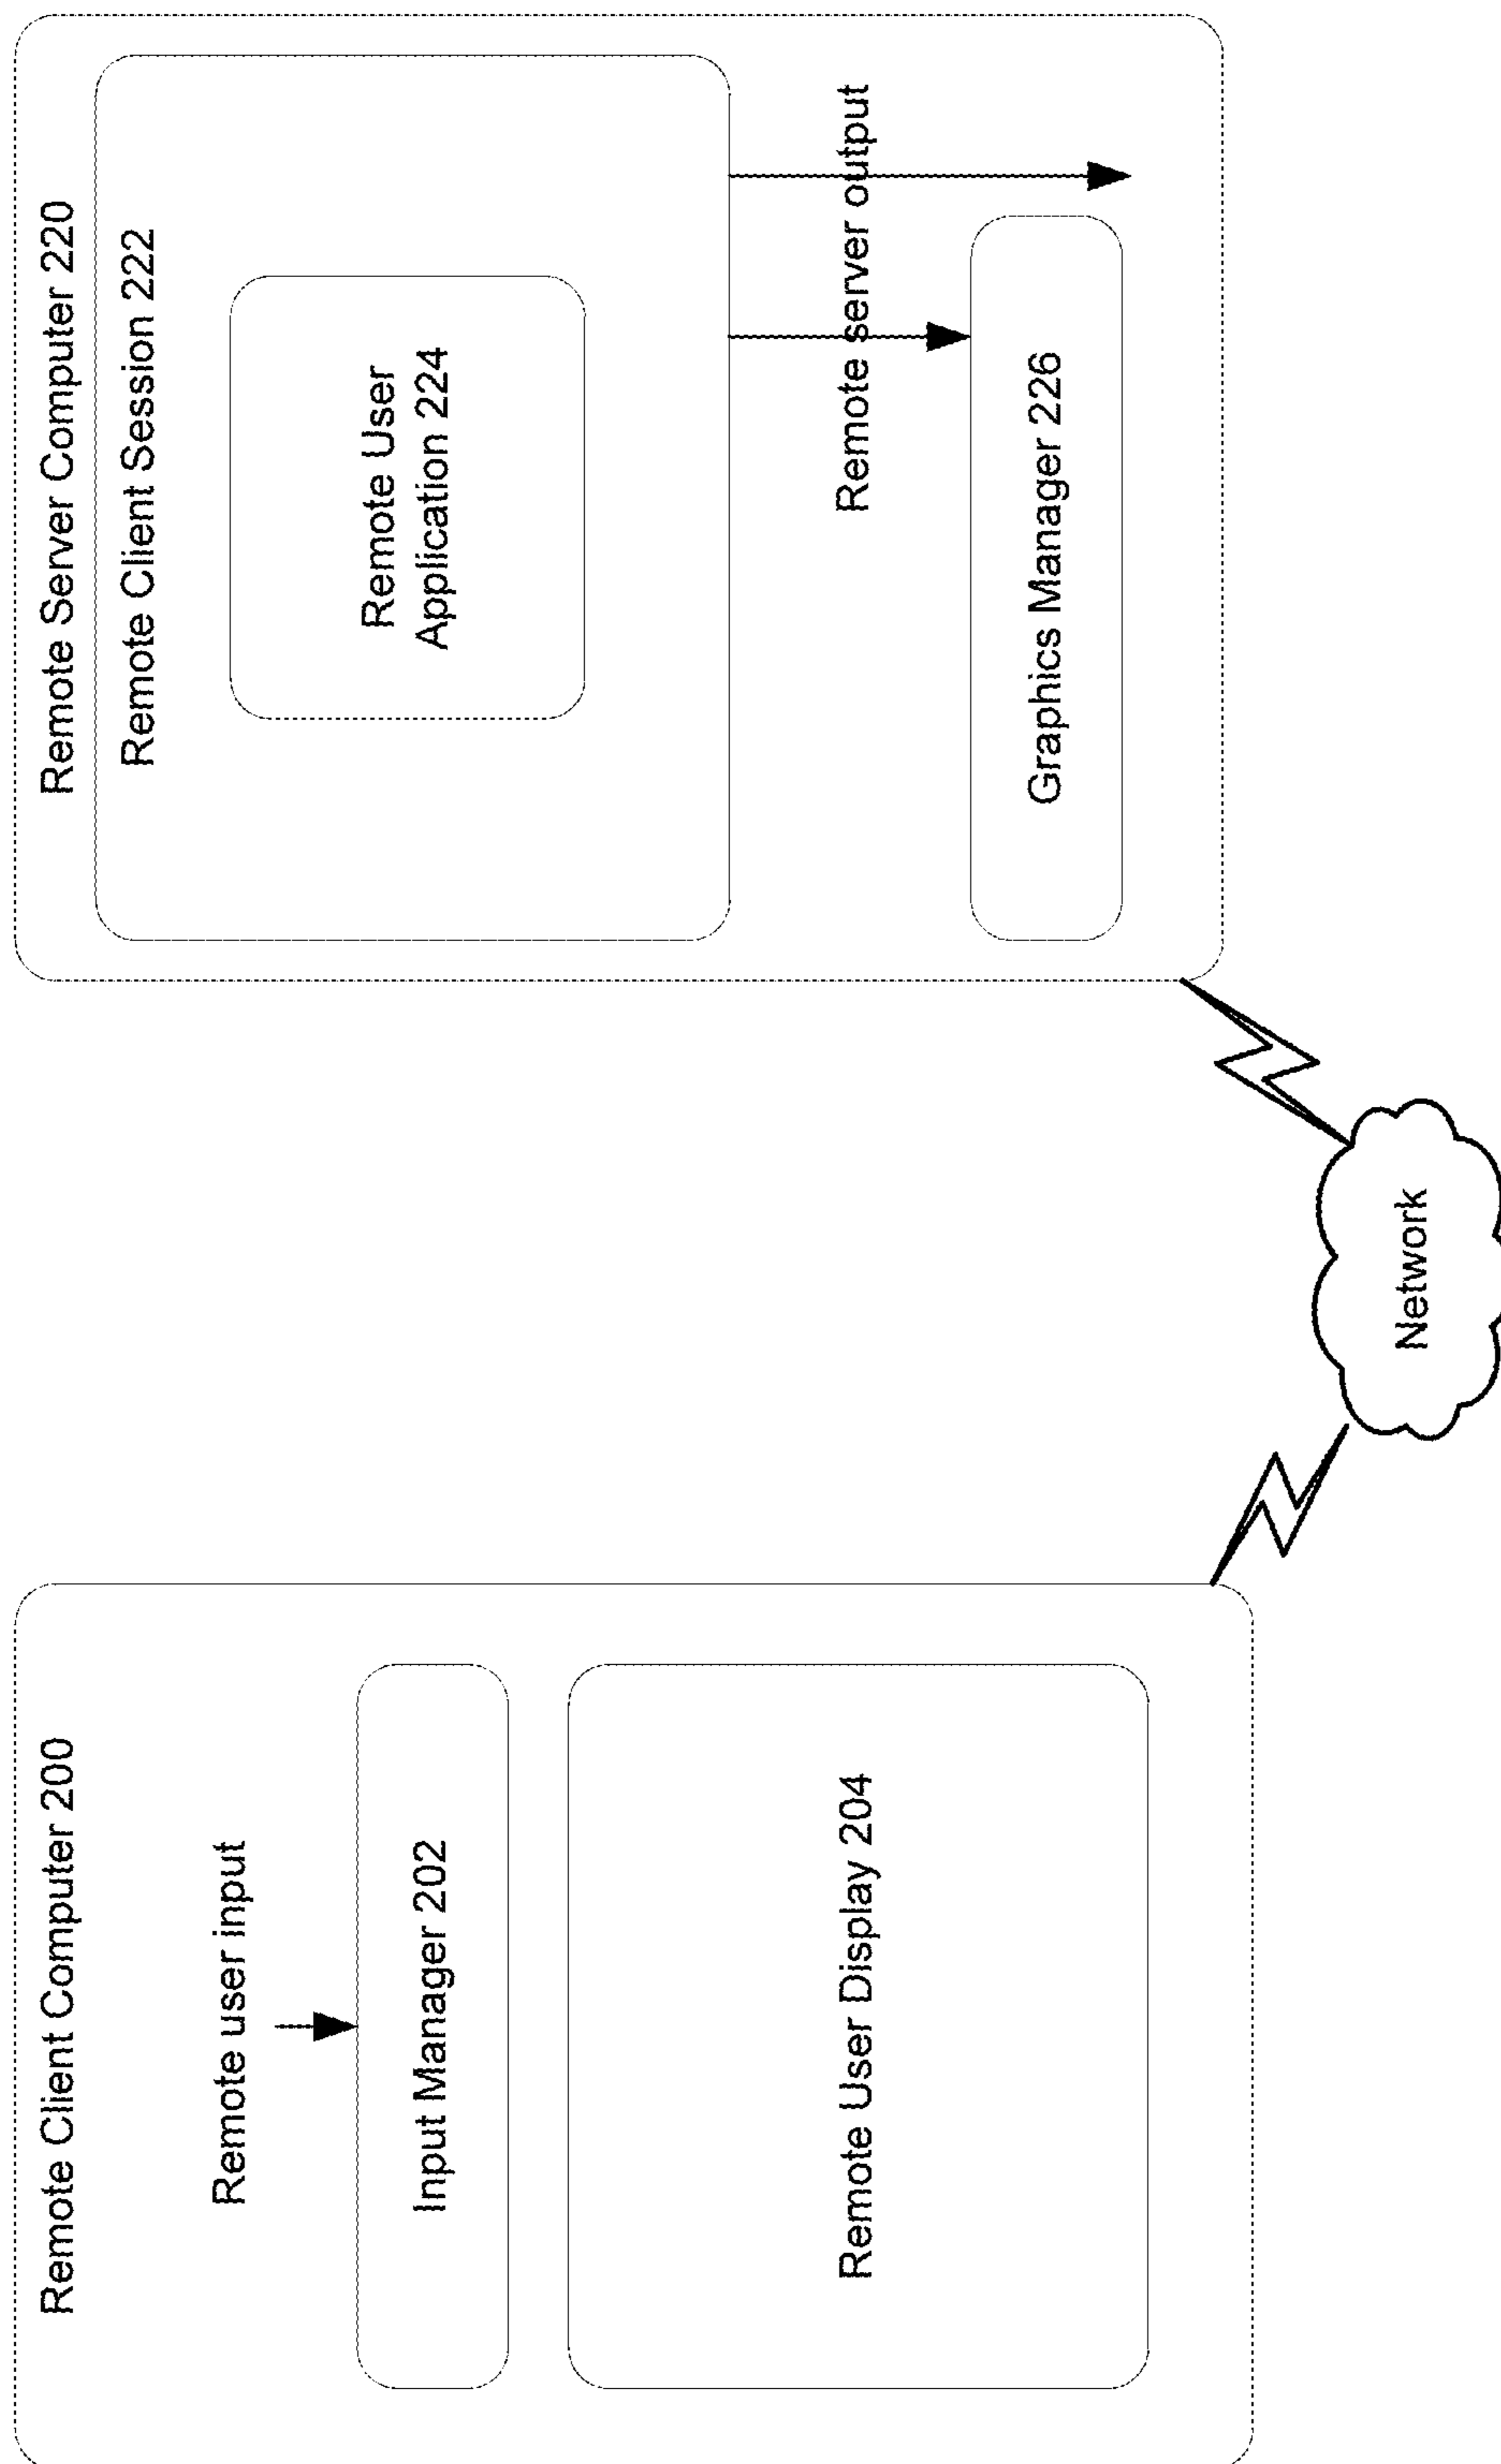 Remote Client Computer 200
Remote user input
Input Manager 202
Remote User Display 204
Network
Remote Server Computer 220
Remote Client Session 222
Remote User
Application 224
Remote server output
Graphics Manager 226